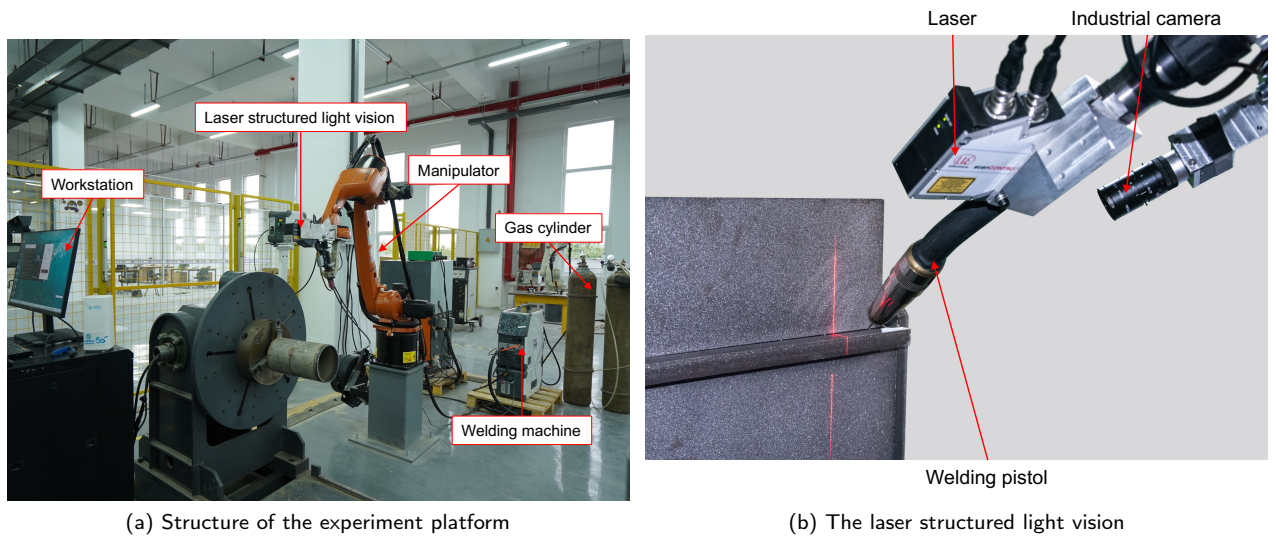 Laser structured light vision
Manipulator
Workstation
Gas cylinder
Welding machine
(a) Structure of the experiment platform
Laser
Industrial camera
Welding pistol
(b) The laser structured light vision